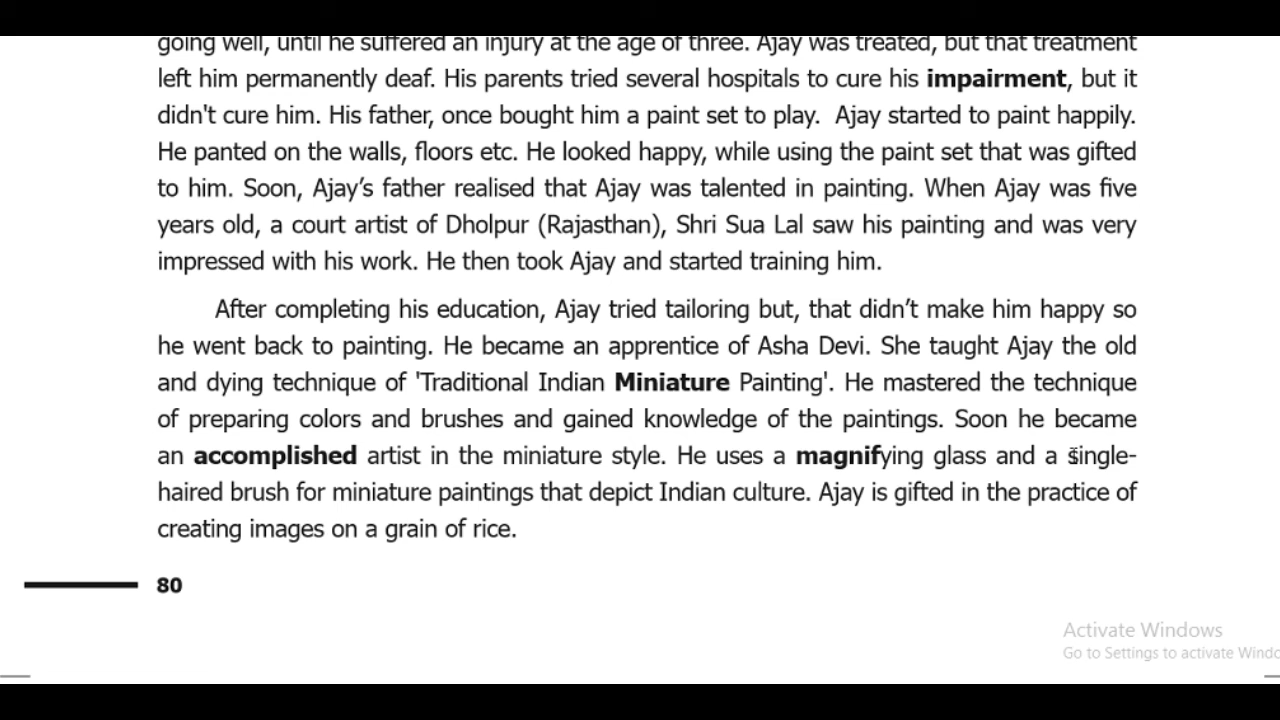 going well, until he suffered an injury at the age of three. Ajay was treated, but that treatment
left him permanently deaf. His parents tried several hospitals to cure his impairment, but it
didn't cure him. His father, once bought him a paint set to play. Ajay started to paint happily.
He panted on the walls, floors etc. He looked happy, while using the paint set that was gifted
to him. Soon, Ajay’s father realised that Ajay was talented in painting. When Ajay was five
years old, a court artist of Dholpur (Rajasthan), Shri Sua Lal saw his painting and was very
impressed with his work. He then took Ajay and started training him.
After completing his education, Ajay tried tailoring but, that didn’t make him happy so
he went back to painting. He became an apprentice of Asha Devi. She taught Ajay the old
and dying technique of 'Traditional Indian Miniature Painting'. He mastered the technique
of preparing colors and brushes and gained knowledge of the paintings. Soon he became
an accomplished artist in the miniature style. He uses a magnifying glass and a single-
haired brush for miniature paintings that depict Indian culture. Ajay is gifted in the practice of
creating images on a grain of rice.
80
Activate Windows
Go to Settings to activate Windo